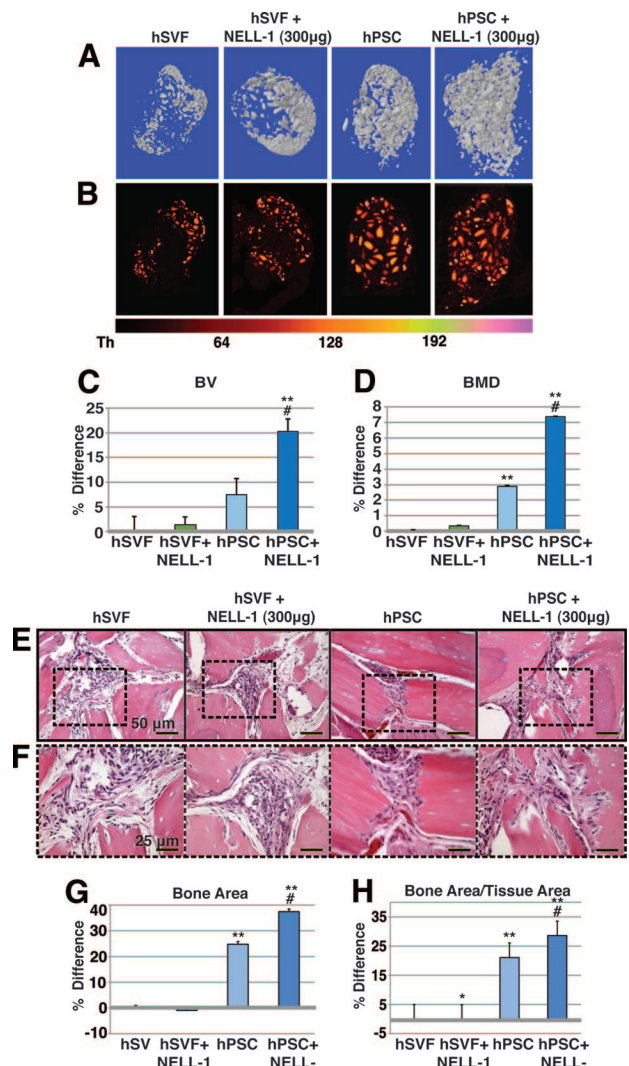 hSVF
hSVF +
NELL-1 (300µg)
hPSC
hPSC +
NELL-1 (300µg)
A
B
Th 64 128 192
C
BV
% Difference
25
20
15
10
5
0
hSVF hSVF+ hPSC hPSC+
NELL-1 NELL-1
**
#
D
BMD
% Difference
8
7
6
5
4
3
2
1
0
**
**
#
hSVF hSVF+ hPSC hPSC+
NELL-1 NELL-1
hSVF
hSVF +
NELL-1 (300µg)
hPSC
hPSC +
NELL-1 (300µg)
E
50 µm
F
25 µm
G
Bone Area
% Difference
40
30
20
10
0
-10
**
**
#
hSV hSVF+ hPSC hPSC+
NELL-1 NELL-
H
Bone Area/Tissue Area
% Difference
35
25
15
5
-5
*
**
**
#
hSVF hSVF+ hPSC hPSC+
NELL-1 NELL-